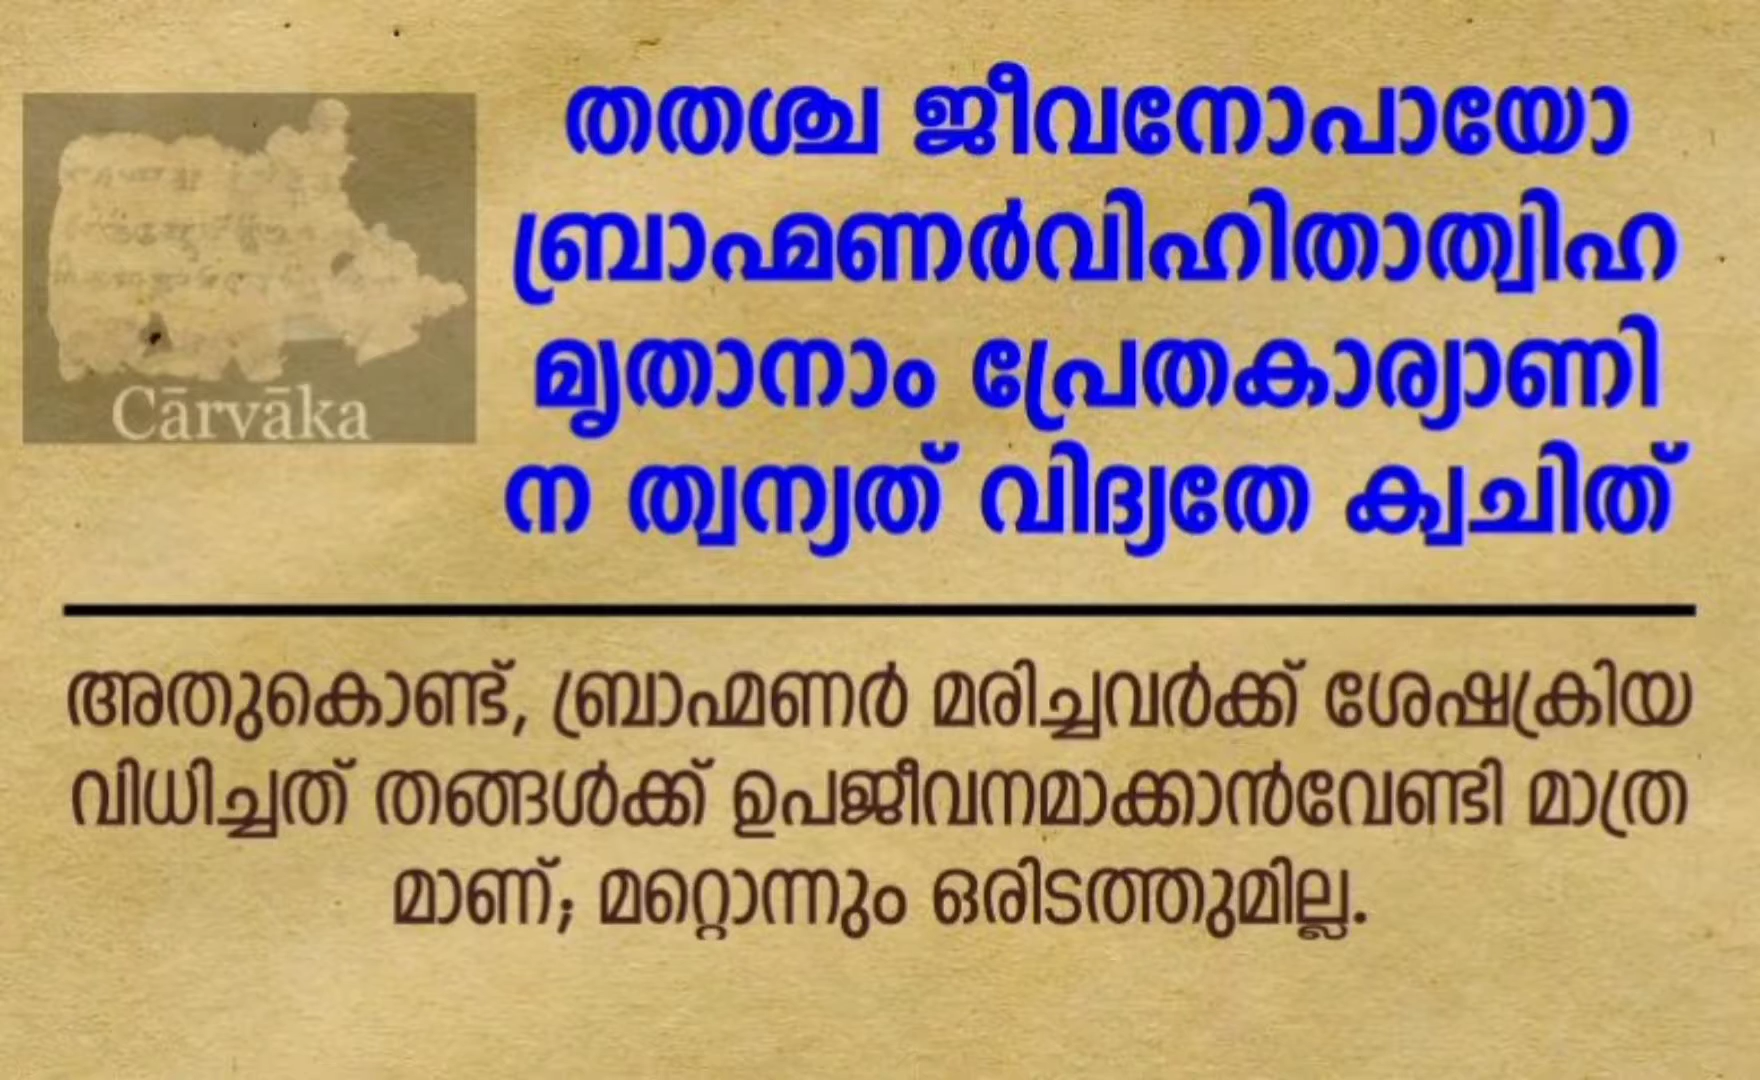 തതശ്ച ജീവനോപായോ
ബ്രാഹ്മണർവിഹിതാത്വിഹ
മൃതാനാം പ്രേതകാര്യാണി
ന ത്വന്യത് വിദ്യതേ ക്വചിത്
Cārvāka
അതുകൊണ്ട്, ബ്രാഹ്മണർ മരിച്ചവർക്ക് ശേഷക്രിയ
വിധിച്ചത് തങ്ങൾക്ക് ഉപജീവനമാക്കാൻവേണ്ടി മാത്ര
മാണ്; മറ്റൊന്നും ഒരിടത്തുമില്ല.